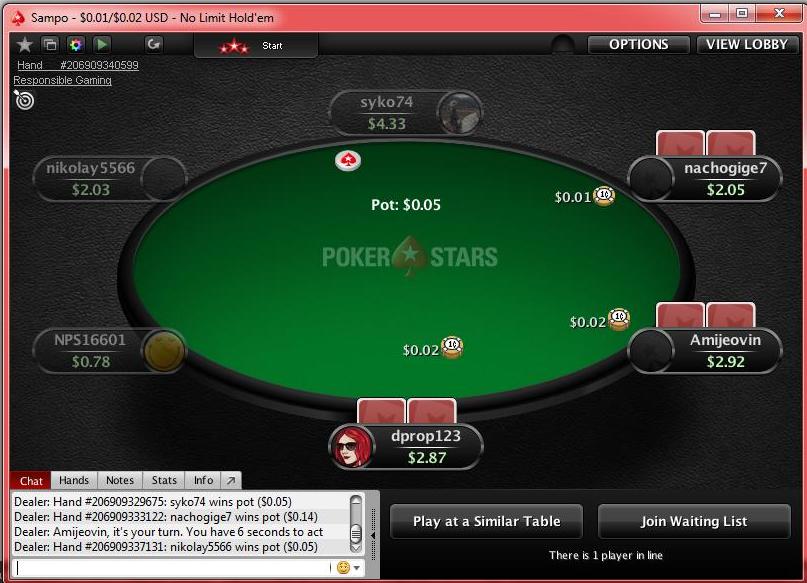 Sampo - $0.01/$0.02 USD - No Limit Hold'em
Start
OPTIONS
VIEW LOBBY
Hand #206909340599
Responsible Gaming
syko74
$4.33
nikolay5566
$2.03
nachogige7
$2.05
Pot: $0.05
$0.01
POKER STARS
$0.02
$0.02
NPS16601
$0.78
Amijeovin
$2.92
dprop123
$2.87
Chat Hands Notes Stats Info
Dealer: Hand #206909329675: syko74 wins pot ($0.05)
Dealer: Hand #206909333122: nachogige7 wins pot ($0.14)
Dealer: Amijeovin, it's your turn. You have 6 seconds to act
Dealer: Hand #206909337131: nikolay5566 wins pot ($0.05)
Play at a Similar Table
Join Waiting List
There is 1 player in line